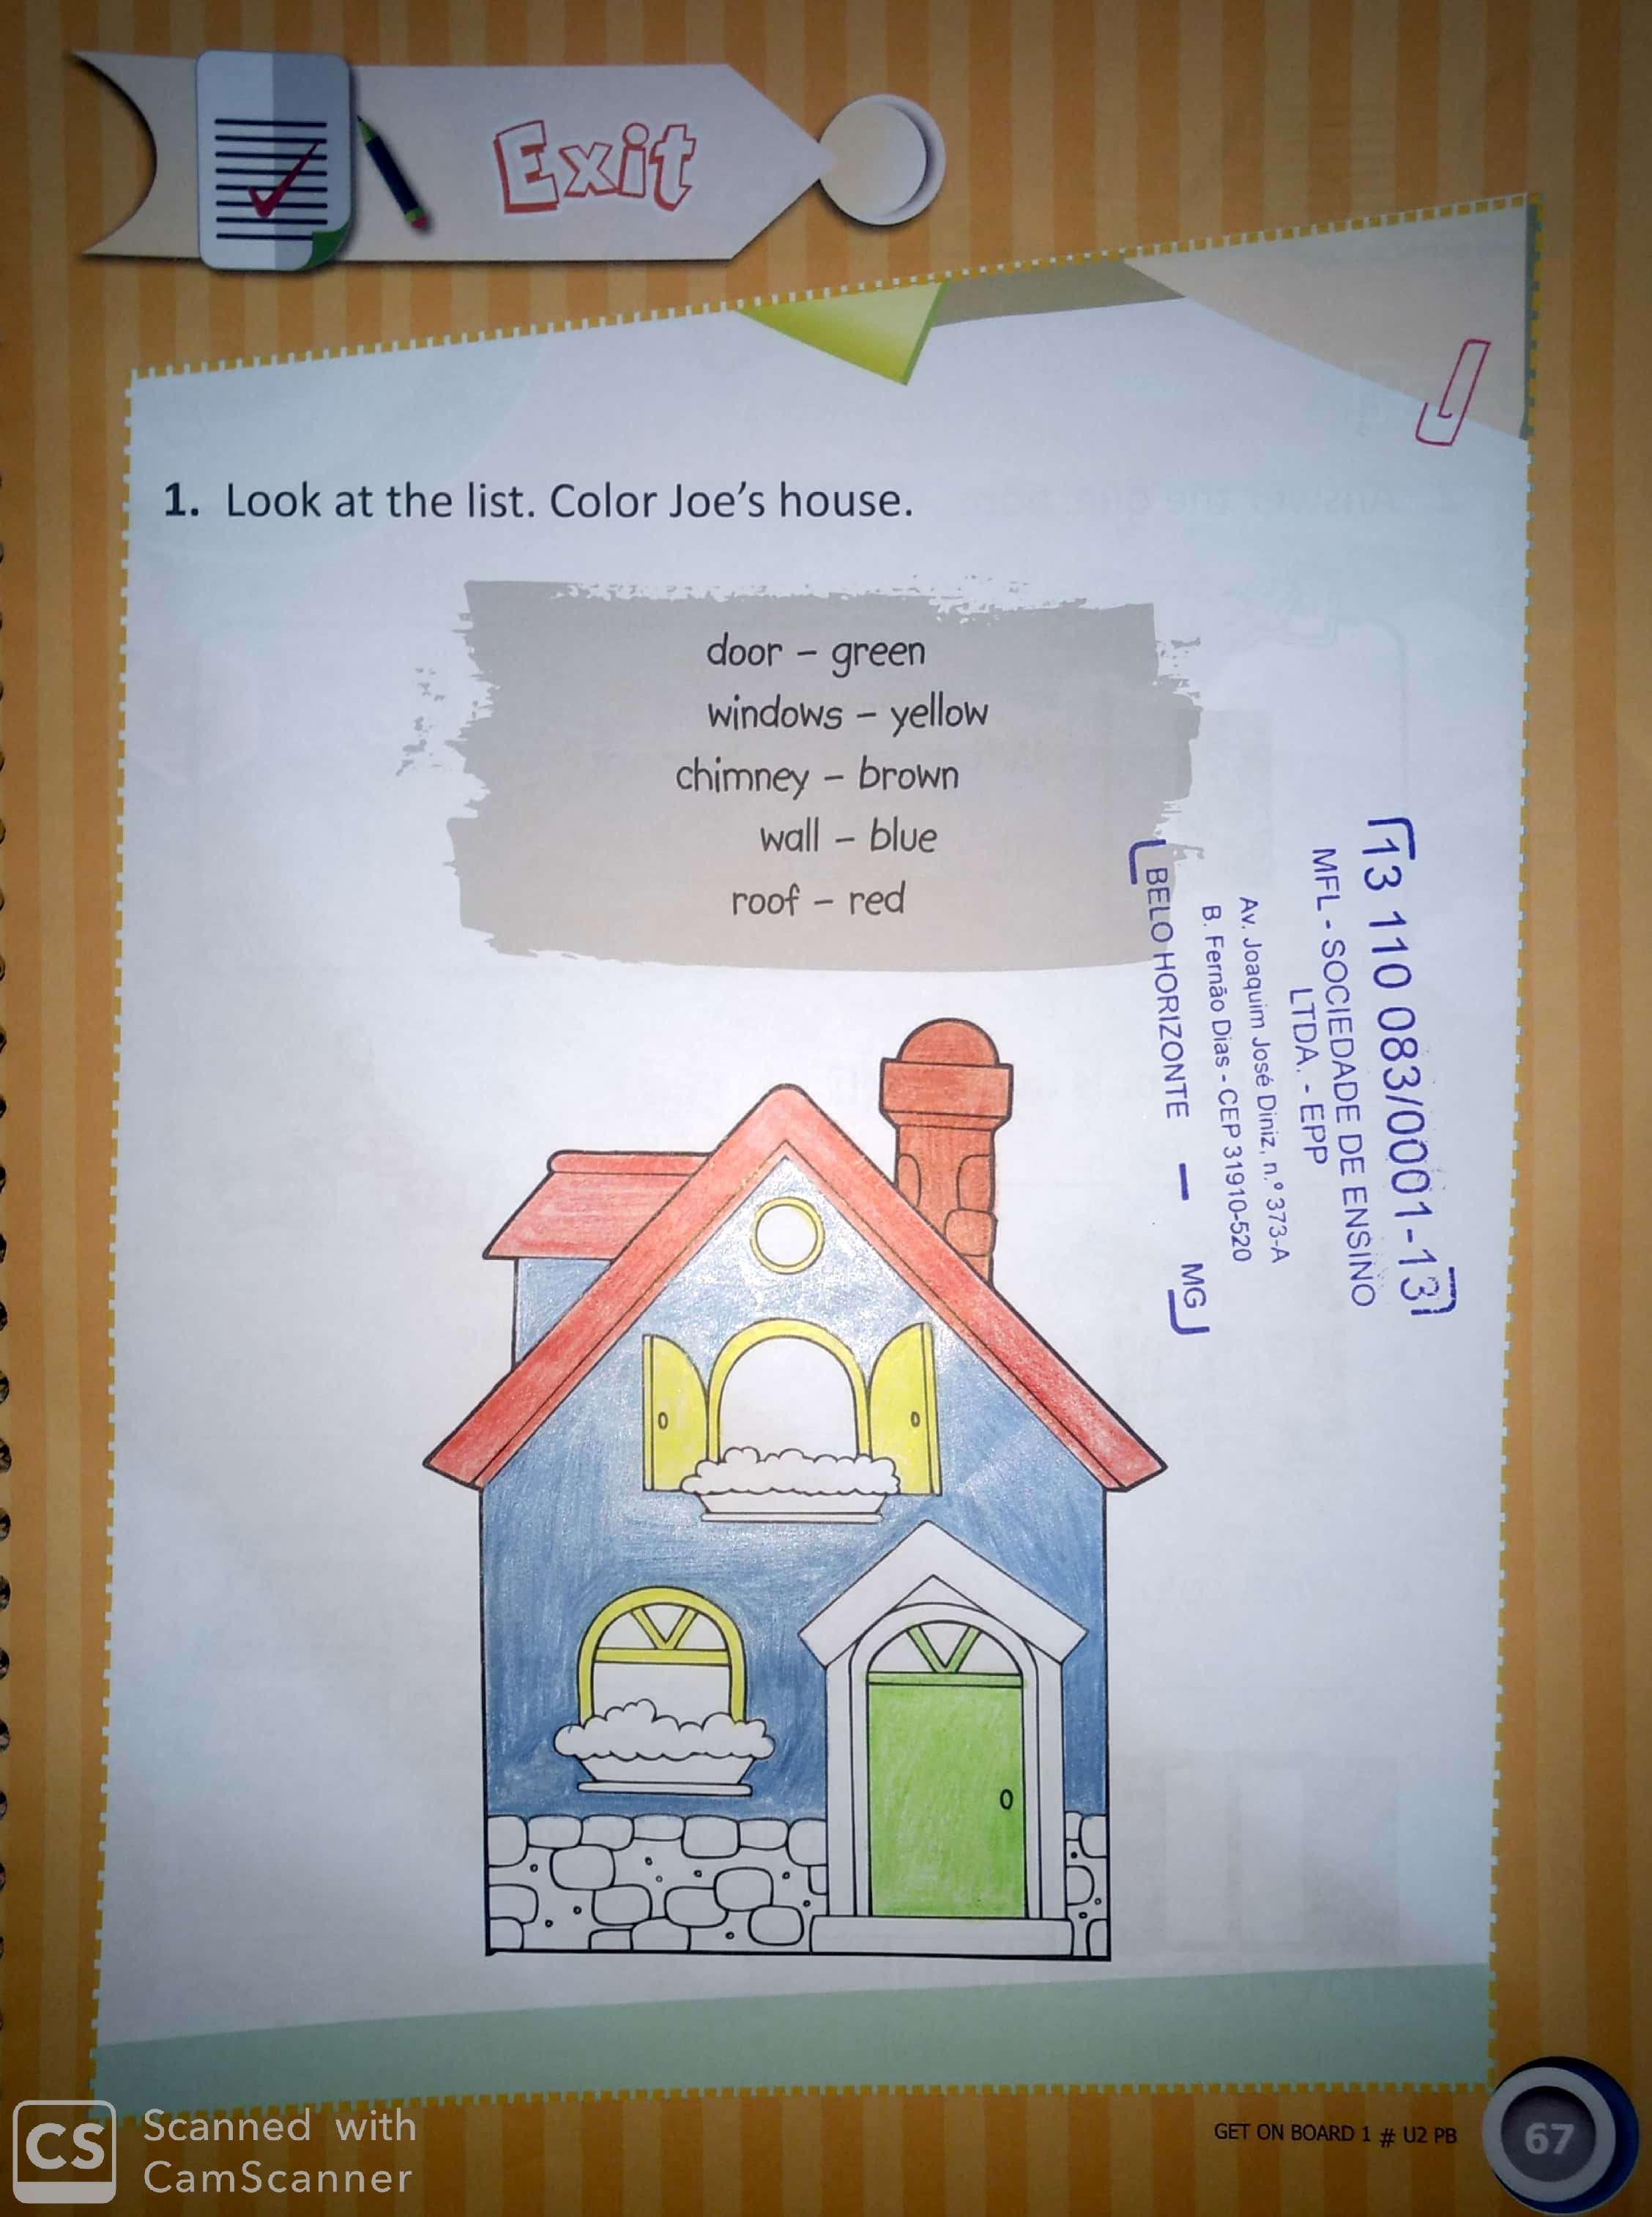 Exit
1. Look at the list. Color Joe's house.
door – green
windows – yellow
chimney – brown
wall – blue
roof – red
13 110 083/0001-13
MFL - SOCIEDADE DE ENSINO
LTDA. - EPP
Av. Joaquim José Diniz, n.º 373-A
B. Fernão Dias - CEP 31910-520
BELO HORIZONTE — MG
GET ON BOARD 1 # U2 PB
67
CS
Scanned with
CamScanner